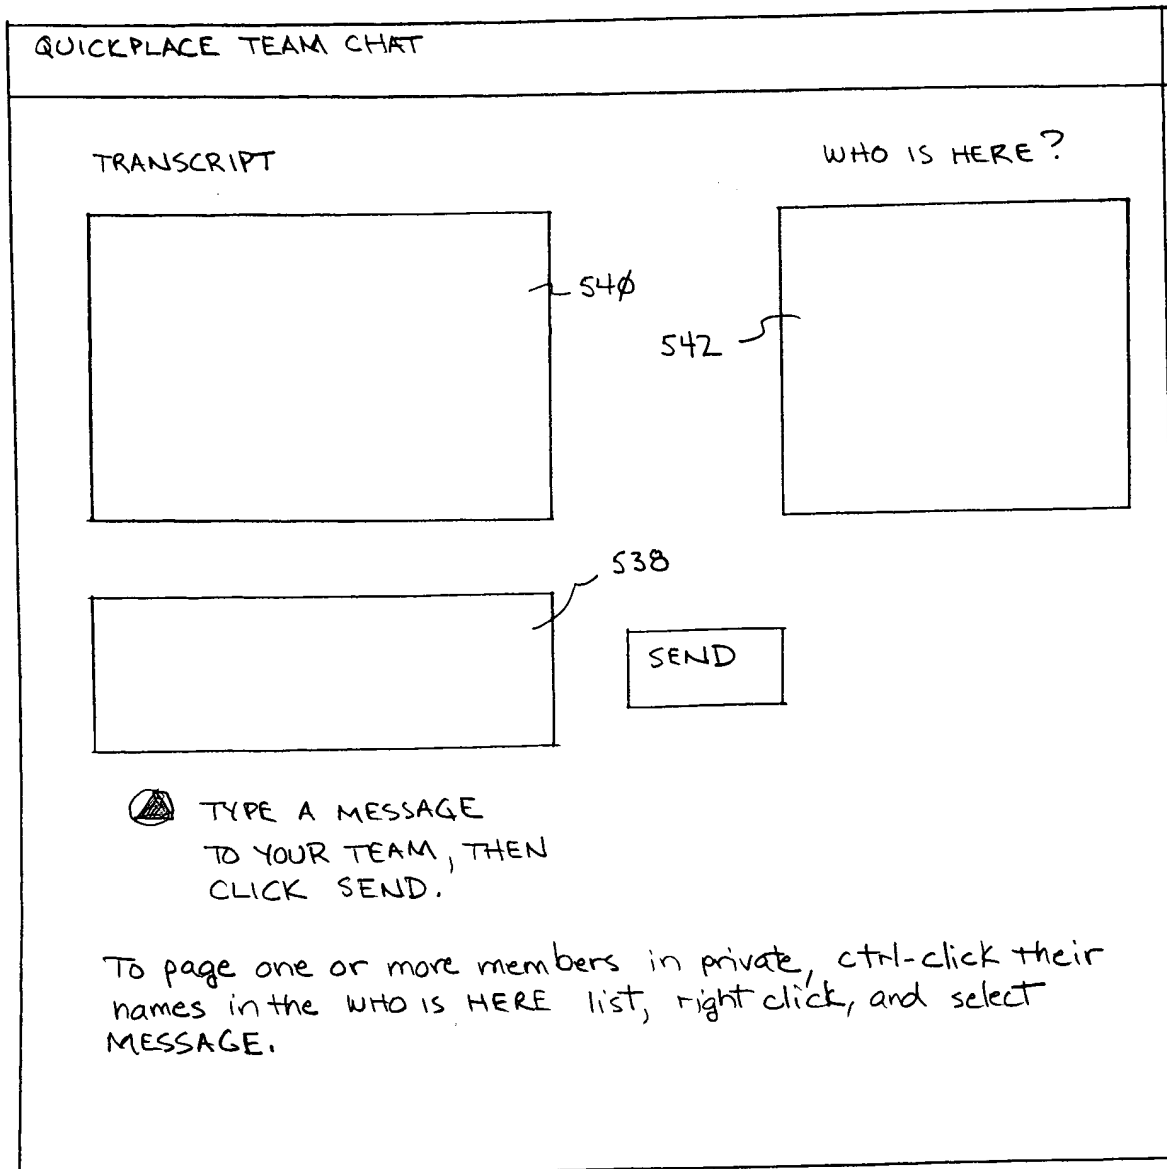 QUICKPLACE TEAM CHAT
TRANSCRIPT
WHO IS HERE?
540
542
538
SEND
TYPE A MESSAGE
TO YOUR TEAM, THEN
CLICK SEND.
To page one or more members in private, ctrl-click their
names in the WHO IS HERE list, right click, and select
MESSAGE.